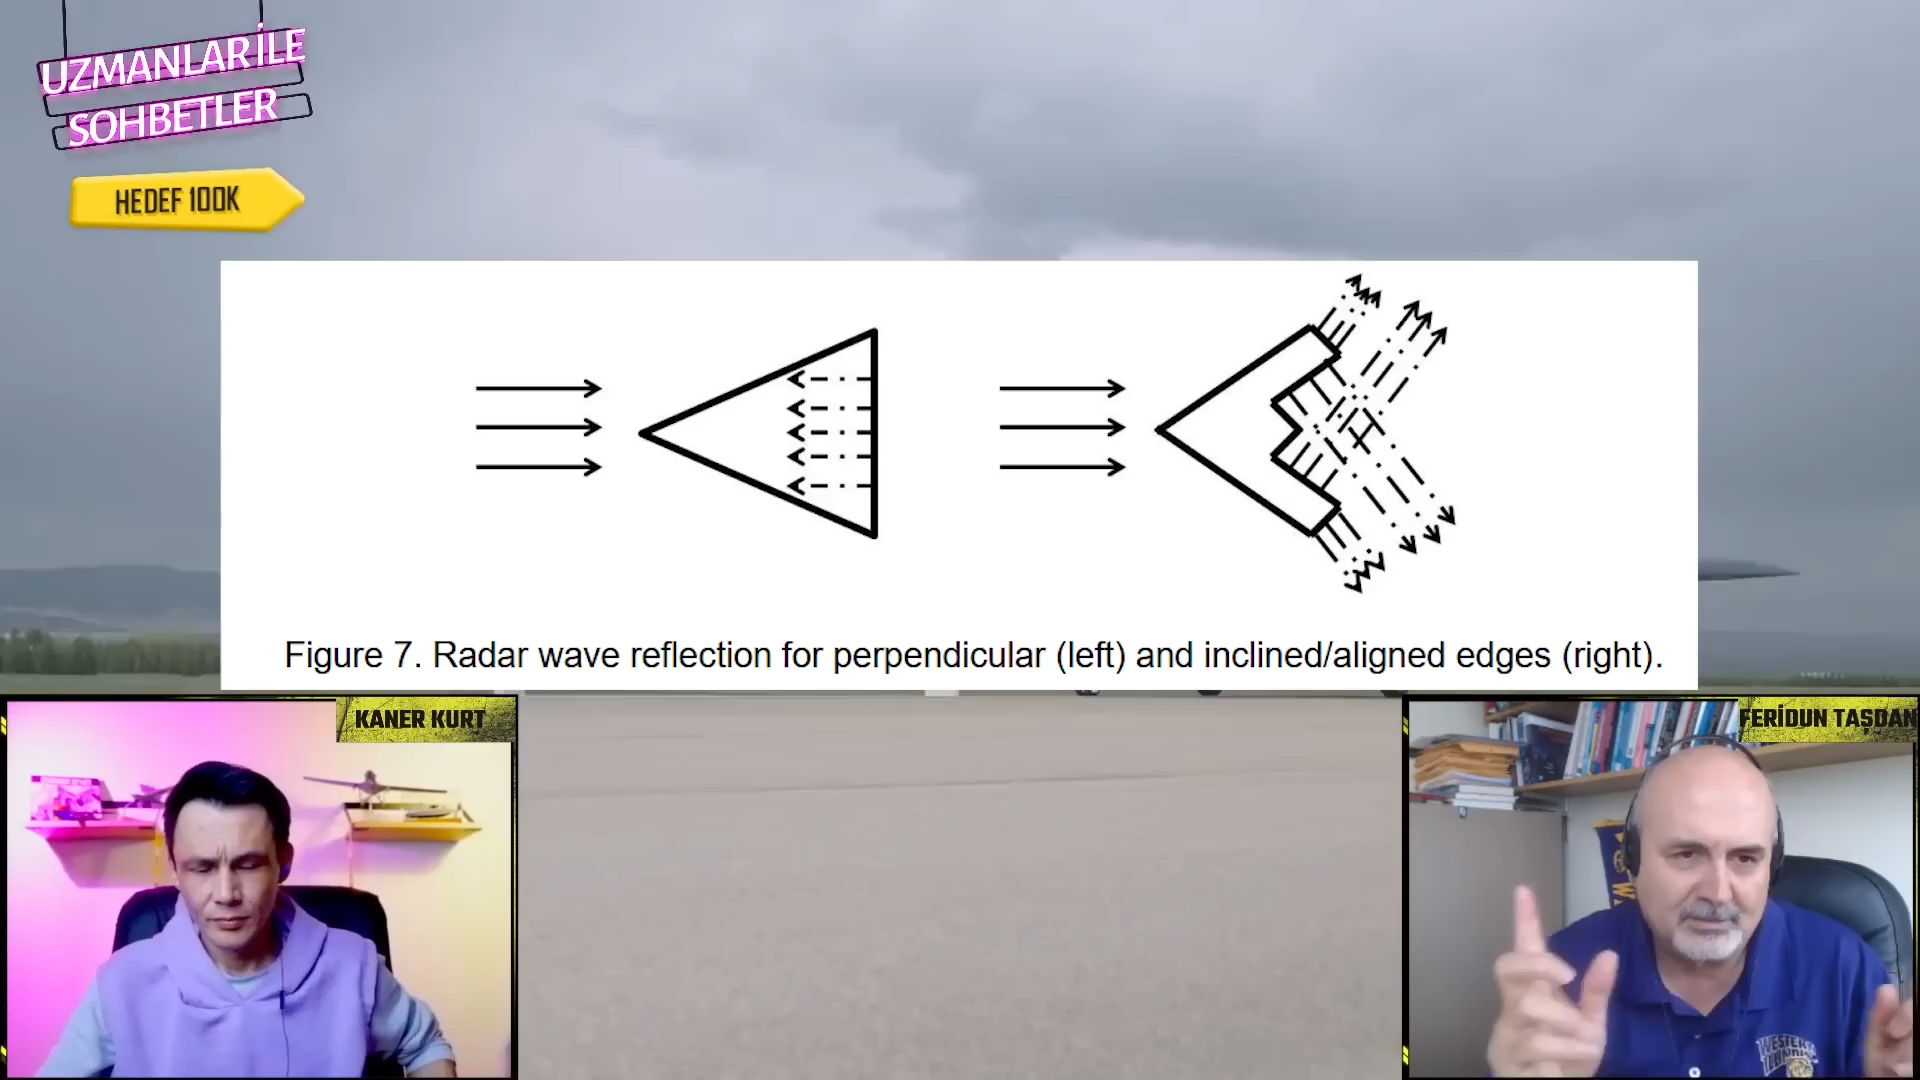 UZMANLAR İLE
SOHBETLER
HEDEF 100K
Figure 7. Radar wave reflection for perpendicular (left) and inclined/aligned edges (right).
KANER KURT
FERİDUN TAŞDAN
WESTERN